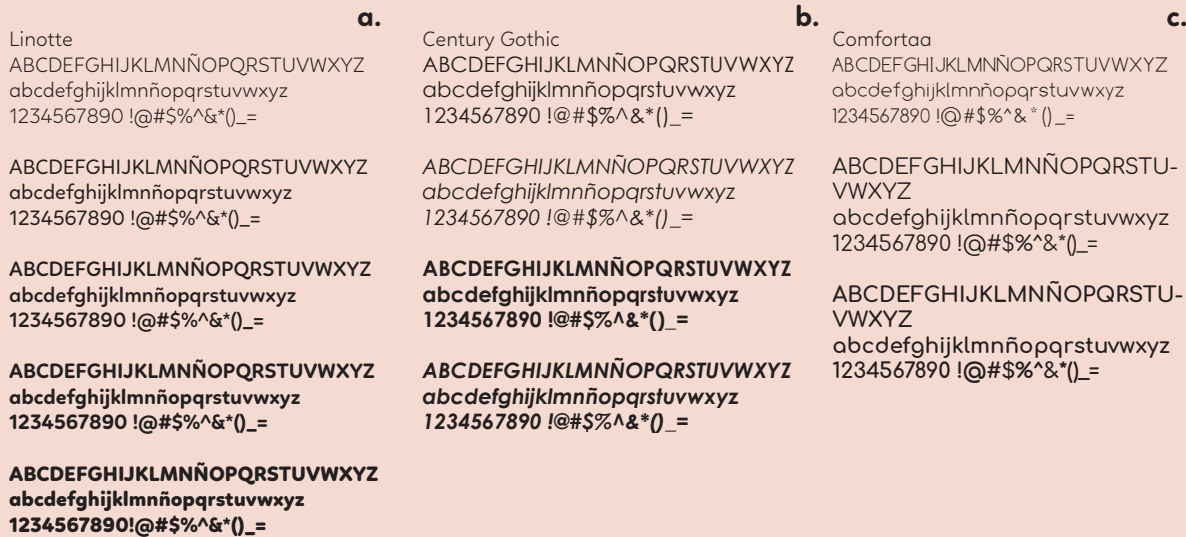 a.
Linotte
ABCDEFGHIJKLMNÑOPQRSTUVWXYZ
abcdefghijklmnñopqrstuvwxyz
1234567890 !@#$%^&*()_=
ABCDEFGHIJKLMNÑOPQRSTUVWXYZ
abcdefghijklmnñopqrstuvwxyz
1234567890 !@#$%^&*()_=
ABCDEFGHIJKLMNÑOPQRSTUVWXYZ
abcdefghijklmnñopqrstuvwxyz
1234567890 !@#$%^&*()_=
ABCDEFGHIJKLMNÑOPQRSTUVWXYZ
abcdefghijklmnñopqrstuvwxyz
1234567890 !@#$%^&*()_=
ABCDEFGHIJKLMNÑOPQRSTUVWXYZ
abcdefghijklmnñopqrstuvwxyz
1234567890!@#$%^&*()_=
b.
Century Gothic
ABCDEFGHIJKLMNÑOPQRSTUVWXYZ
abcdefghijklmnñopqrstuvwxyz
1234567890 !@#$%^&*()_=
ABCDEFGHIJKLMNÑOPQRSTUVWXYZ
abcdefghijklmnñopqrstuvwxyz
1234567890 !@#$%^&*()_=
ABCDEFGHIJKLMNÑOPQRSTUVWXYZ
abcdefghijklmnñopqrstuvwxyz
1234567890 !@#$%^&*()_=
ABCDEFGHIJKLMNÑOPQRSTUVWXYZ
abcdefghijklmnñopqrstuvwxyz
1234567890 !@#$%^&*()_=
c.
Comfortaa
ABCDEFGHIJKLMNÑOPQRSTUVWXYZ
abcdefghijklmnñopqrstuvwxyz
1234567890 !@#$%^&*()_=
ABCDEFGHIJKLMNÑOPQRSTU-
VWXYZ
abcdefghijklmnñopqrstuvwxyz
1234567890 !@#$%^&*()_=
ABCDEFGHIJKLMNÑOPQRSTU-
VWXYZ
abcdefghijklmnñopqrstuvwxyz
1234567890 !@#$%^&*()_=